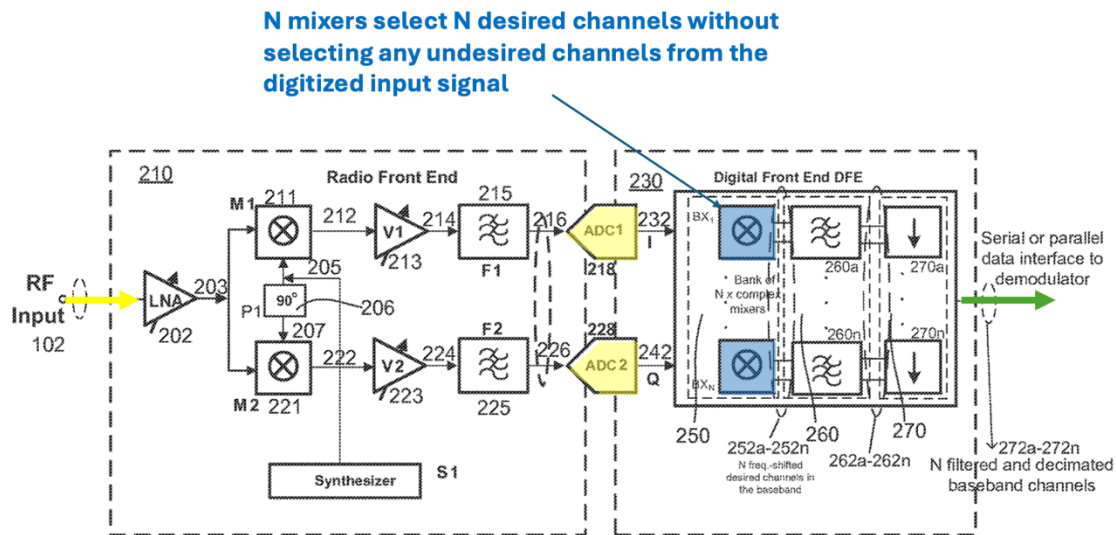 N mixers select N desired channels without
selecting any undesired channels from the
digitized input signal
210
Radio Front End
230
Digital Front End DFE
M1
211
212
V1
213
214
215
F1
216
ADC1
218
232
I
BX1
260a
270a
Serial or parallel
data interface to
demodulator
RF
Input
102
LNA
202
203
205
P1
90°
206
207
Bank of
N x complex
mixers
M2
221
222
V2
223
224
F2
225
226
228
ADC2
242
Q
BXN
260n
270n
250
252a-252n
N freq.-shifted
desired channels in
the baseband
260
262a-262n
270
272a-272n
N filtered and decimated
baseband channels
Synthesizer
S1